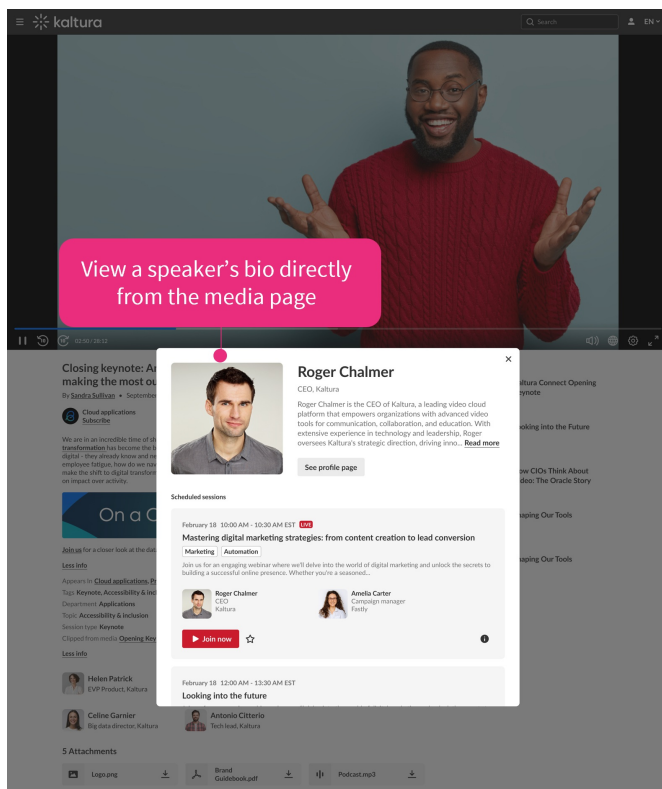 kaltura
Search
EN
View a speaker's bio directly
from the media page
10
10
02:50 / 28:12
Closing keynote: Ar
making the most ou
By Sandra Sullivan • September
Cloud applications
Subscribe
We are in an incredible time of sh
transformation has become the b
digital - they already know and ne
employee fatigue, how do we nav
make the shift to digital transform
on impact over activity.
On a C
Join us for a closer look at the dat
Less info
Appears in Cloud applications, Pr
Tags Keynote, Accessibility & incl
Department Applications
Topic Accessibility & inclusion
Session type Keynote
Clipped from media Opening Key
Less info
Helen Patrick
EVP Product, Kaltura
Celine Garnier
Big data director, Kaltura
Antonio Citterio
Tech lead, Kaltura
5 Attachments
Logo.png
Brand
Guidebook.pdf
Podcast.mp3
Roger Chalmer
CEO, Kaltura
Roger Chalmer is the CEO of Kaltura, a leading video cloud
platform that empowers organizations with advanced video
tools for communication, collaboration, and education. With
extensive experience in technology and leadership, Roger
oversees Kaltura's strategic direction, driving inno... Read more
See profile page
Scheduled sessions
February 18 10:00 AM - 10:30 AM EST LIVE
Mastering digital marketing strategies: from content creation to lead conversion
Marketing Automation
Join us for an engaging webinar where we'll delve into the world of digital marketing and unlock the secrets to
building a successful online presence. Whether you're a seasoned...
Roger Chalmer
CEO
Kaltura
Amelia Carter
Campaign manager
Festly
Join now
February 18 12:00 AM - 13:30 AM EST
Looking into the future
altura Connect Opening
eynote
ooking into the Future
ow CIOs Think About
deo: The Oracle Story
haping Our Tools
haping Our Tools